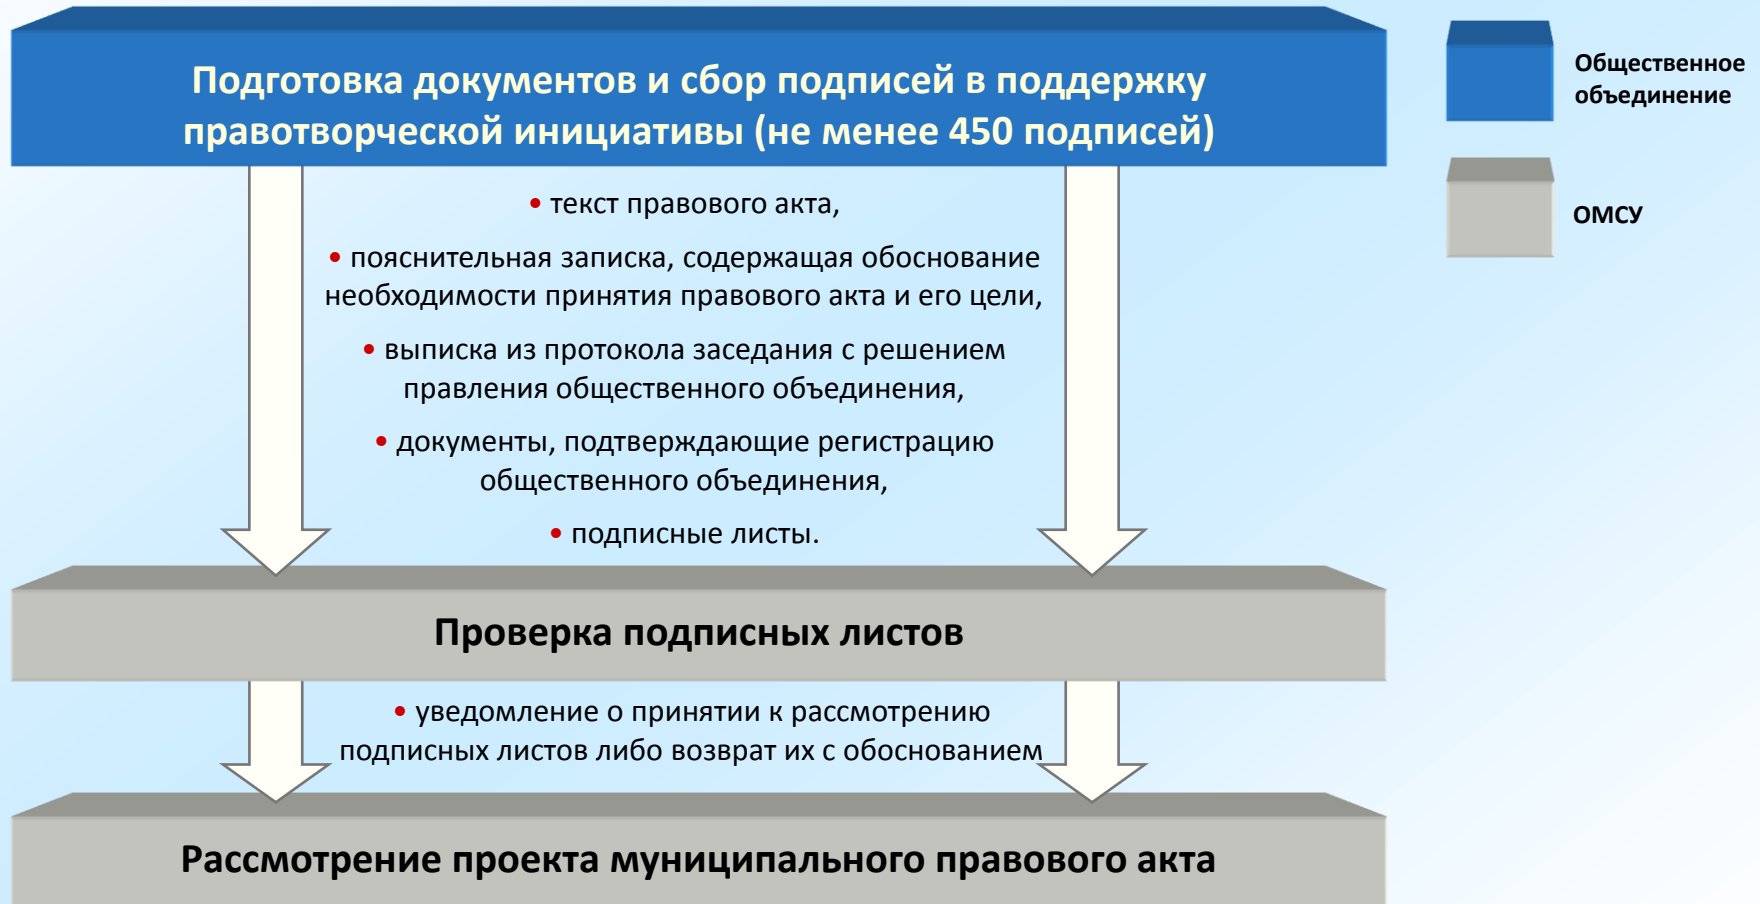 Подготовка документов и сбор подписей в поддержку
правотворческой инициативы (не менее 450 подписей)
Общественное
объединение
ОМСУ
• текст правового акта,
• пояснительная записка, содержащая обоснование
необходимости принятия правового акта и его цели,
• выписка из протокола заседания с решением
правления общественного объединения,
• документы, подтверждающие регистрацию
общественного объединения,
• подписные листы.
Проверка подписных листов
• уведомление о принятии к рассмотрению
подписных листов либо возврат их с обоснованием
Рассмотрение проекта муниципального правового акта